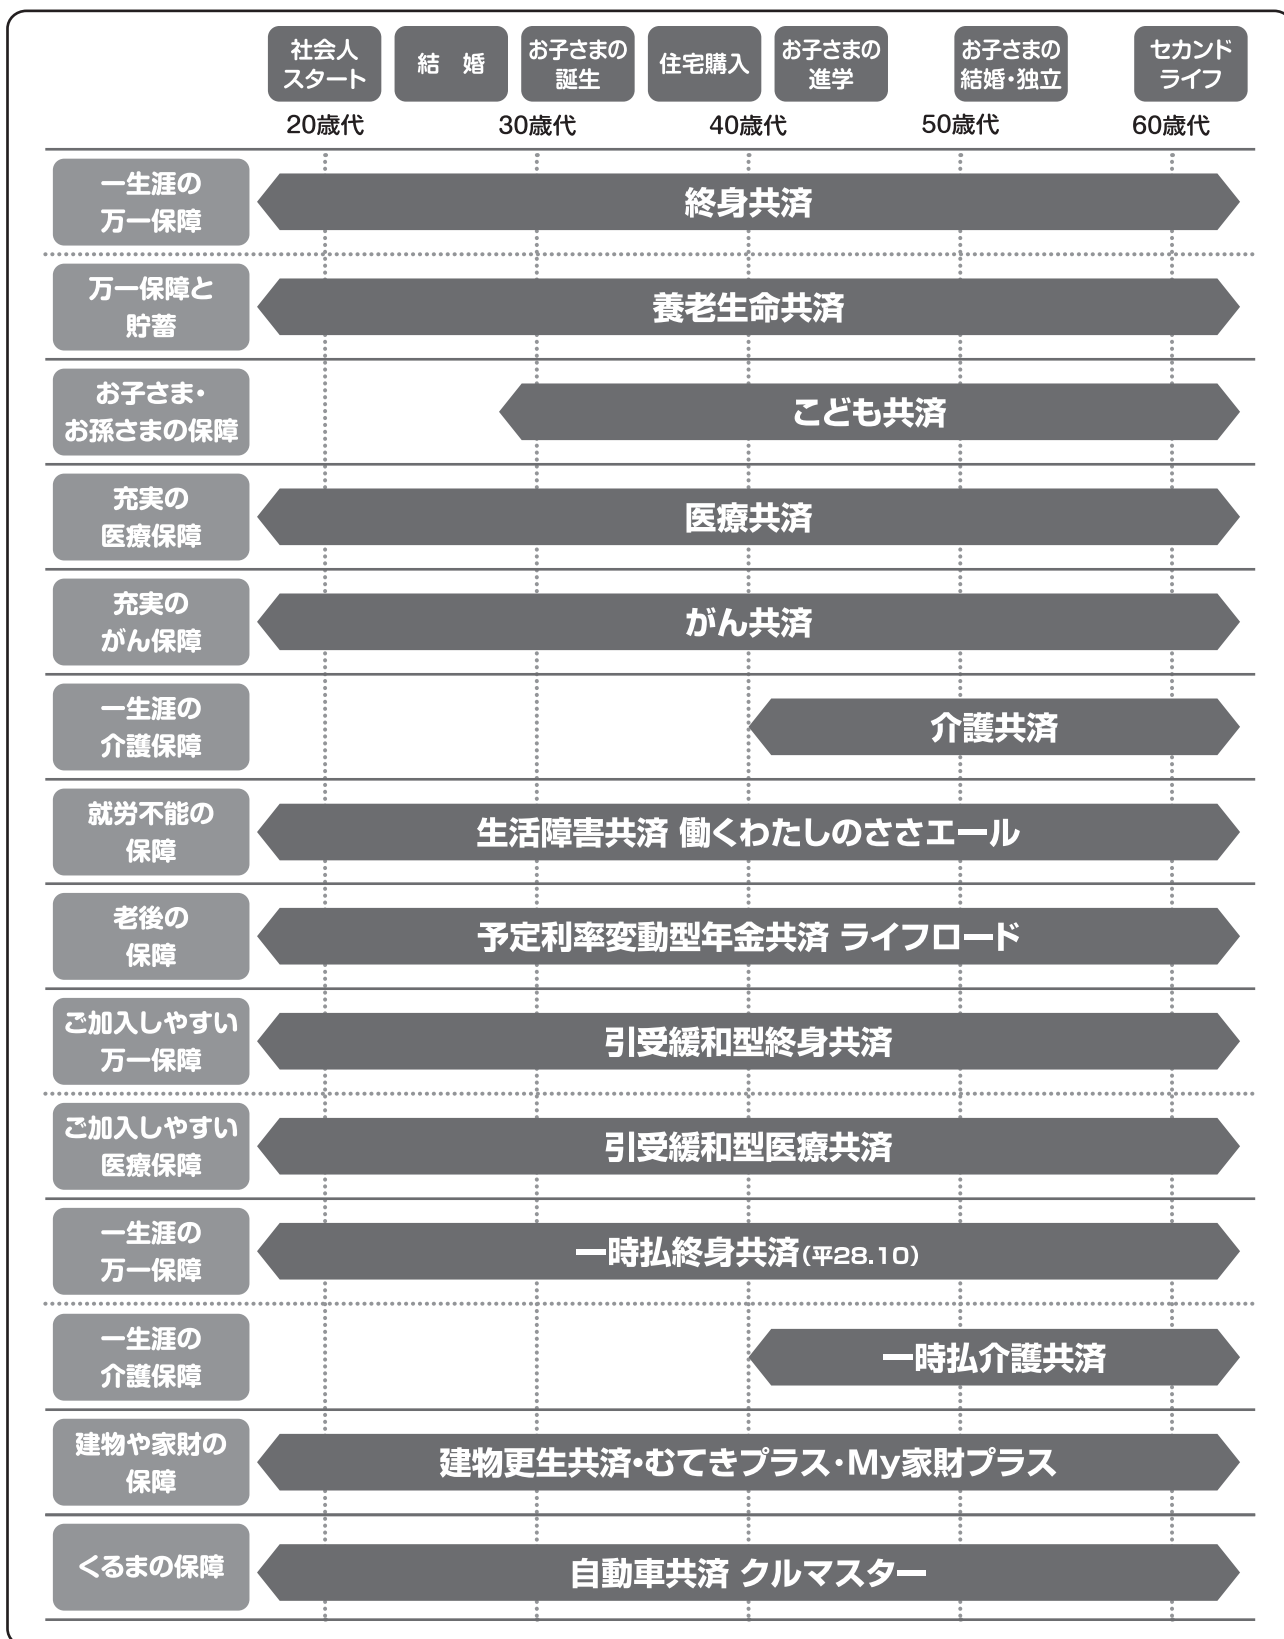 社会人
スタート
結　婚
お子さまの
誕生
住宅購入
お子さまの
進学
お子さまの
結婚・独立
セカンド
ライフ
20歳代
30歳代
40歳代
50歳代
60歳代
一生涯の
万一保障
終身共済
万一保障と
貯蓄
養老生命共済
お子さま・
お孫さまの保障
こども共済
充実の
医療保障
医療共済
充実の
がん保障
がん共済
一生涯の
介護保障
介護共済
就労不能の
保障
生活障害共済 働くわたしのささエール
老後の
保障
予定利率変動型年金共済 ライフロード
ご加入しやすい
万一保障
引受緩和型終身共済
ご加入しやすい
医療保障
引受緩和型医療共済
一生涯の
万一保障
一時払終身共済(平28.10)
一生涯の
介護保障
一時払介護共済
建物や家財の
保障
建物更生共済・むてきプラス・My家財プラス
くるまの保障
自動車共済 クルマスター